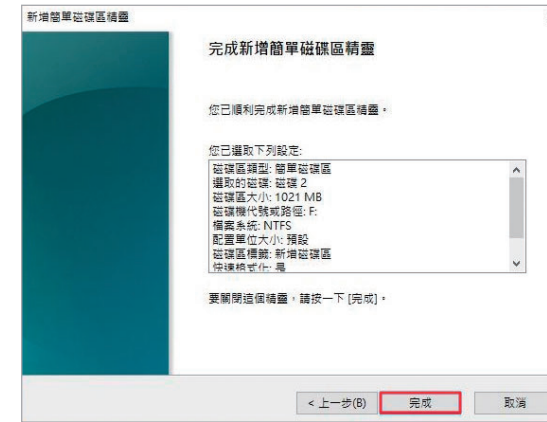 新增簡單磁碟區精靈
完成新增簡單磁碟區精靈
您已順利完成新增簡單磁碟區精靈。
您已選取下列設定:
磁碟區類型: 簡單磁碟區
選取的磁碟: 磁碟 2
磁碟區大小: 1021 MB
磁碟機代號或路徑: F:
檔案系統: NTFS
配置單位大小: 預設
磁碟區標籤: 新增磁碟區
快速格式化: 是
要關閉這個精靈，請按一下 [完成]。
< 上一步(B) 完成 取消